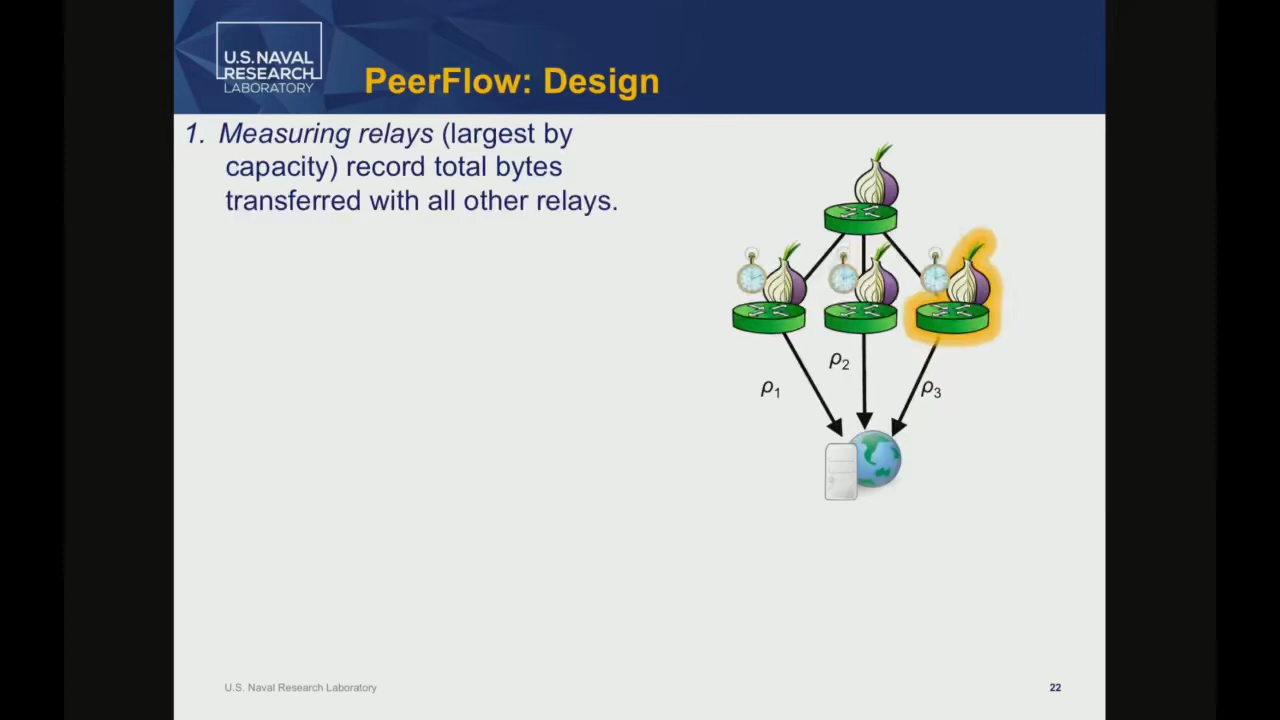 U.S. NAVAL
RESEARCH
LABORATORY
PeerFlow: Design
1. Measuring relays (largest by
capacity) record total bytes
transferred with all other relays.
ρ2
ρ1
ρ3
U.S. Naval Research Laboratory
22